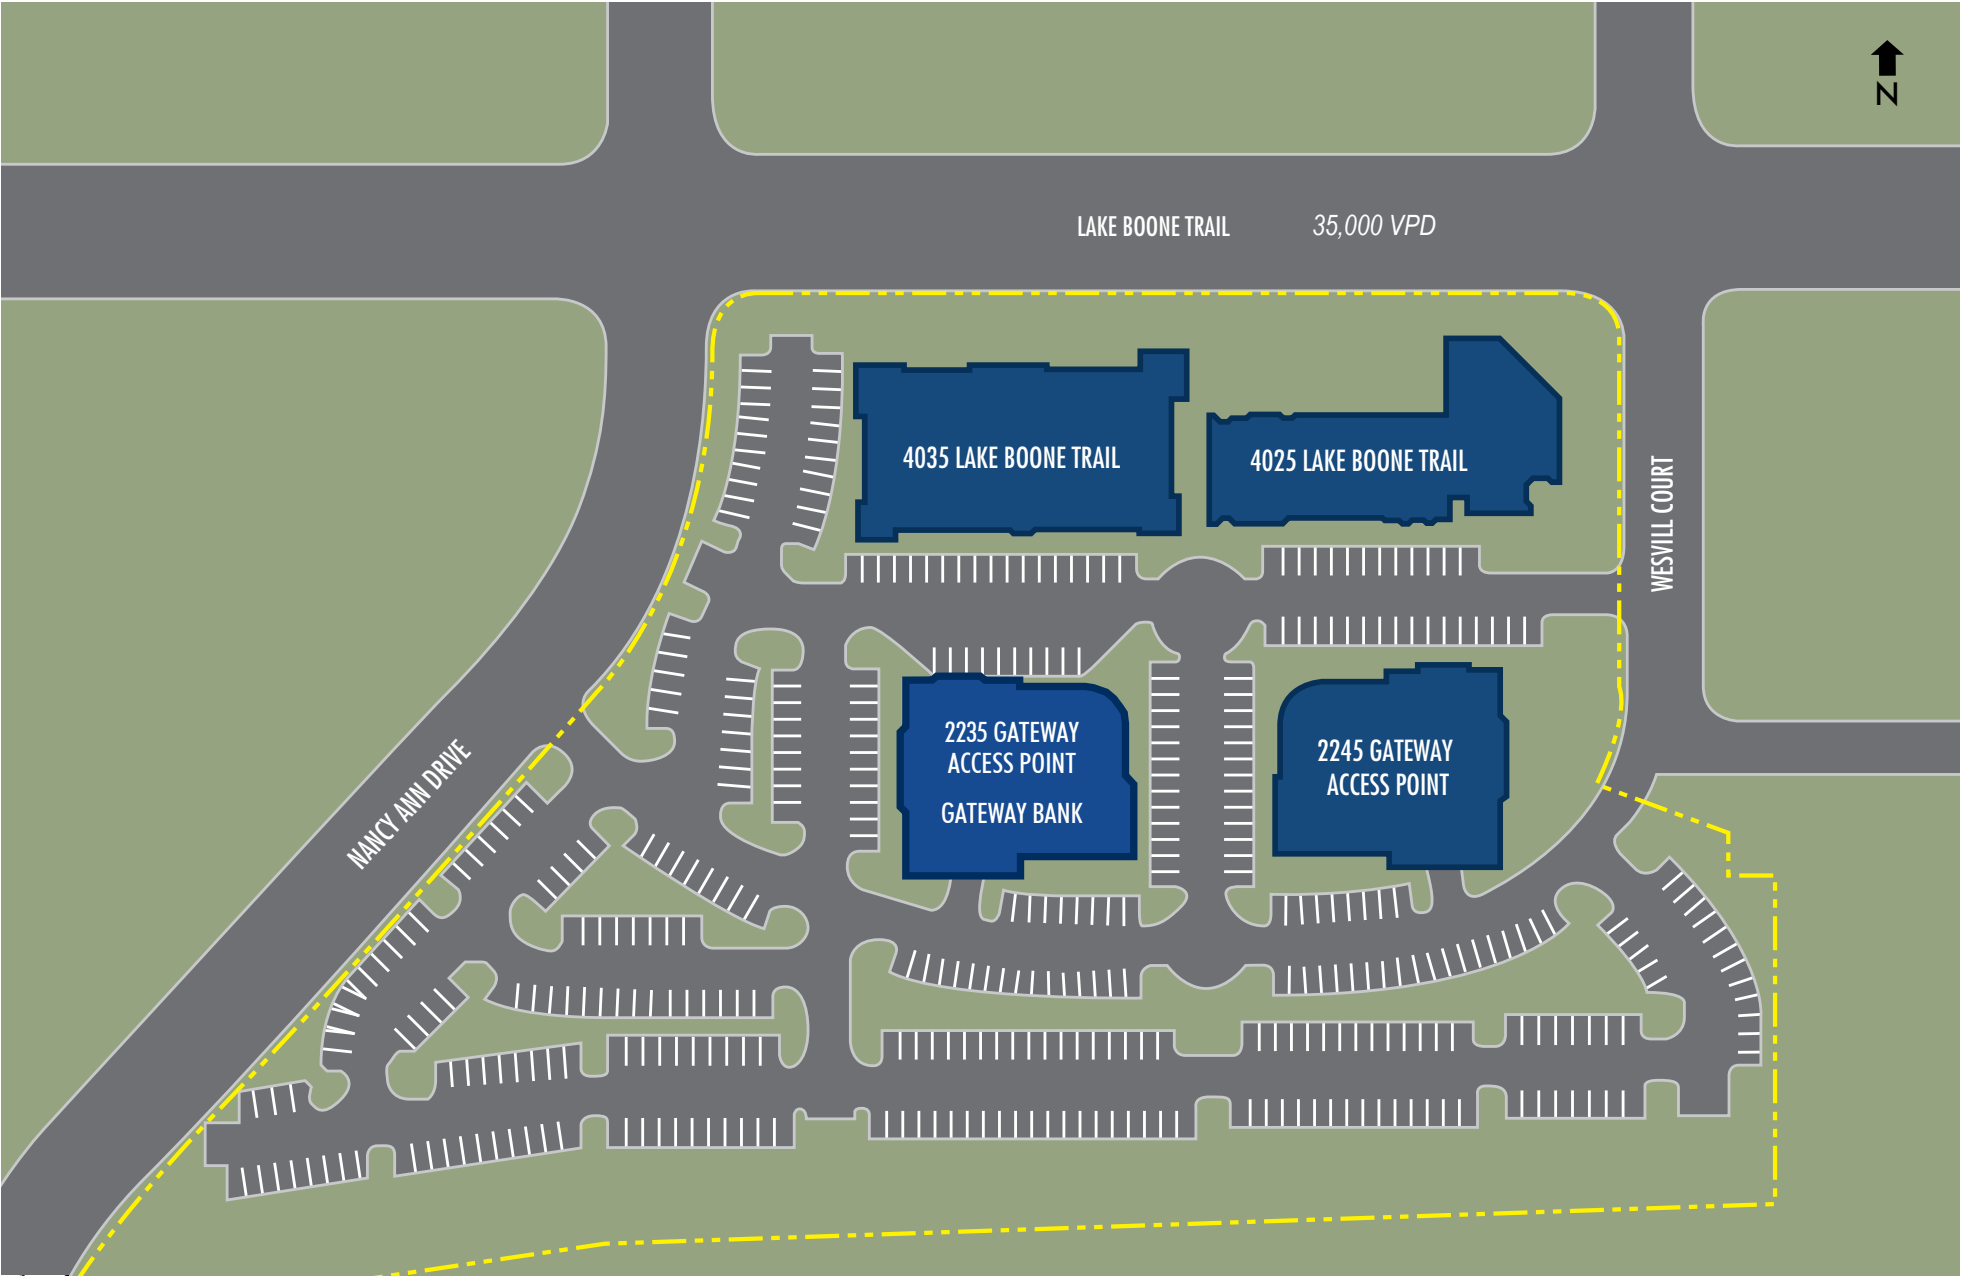 N
LAKE BOONE TRAIL 35,000 VPD
4035 LAKE BOONE TRAIL
4025 LAKE BOONE TRAIL
WESVILL COURT
2235 GATEWAY
ACCESS POINT
GATEWAY BANK
2245 GATEWAY
ACCESS POINT
NANCY ANN DRIVE